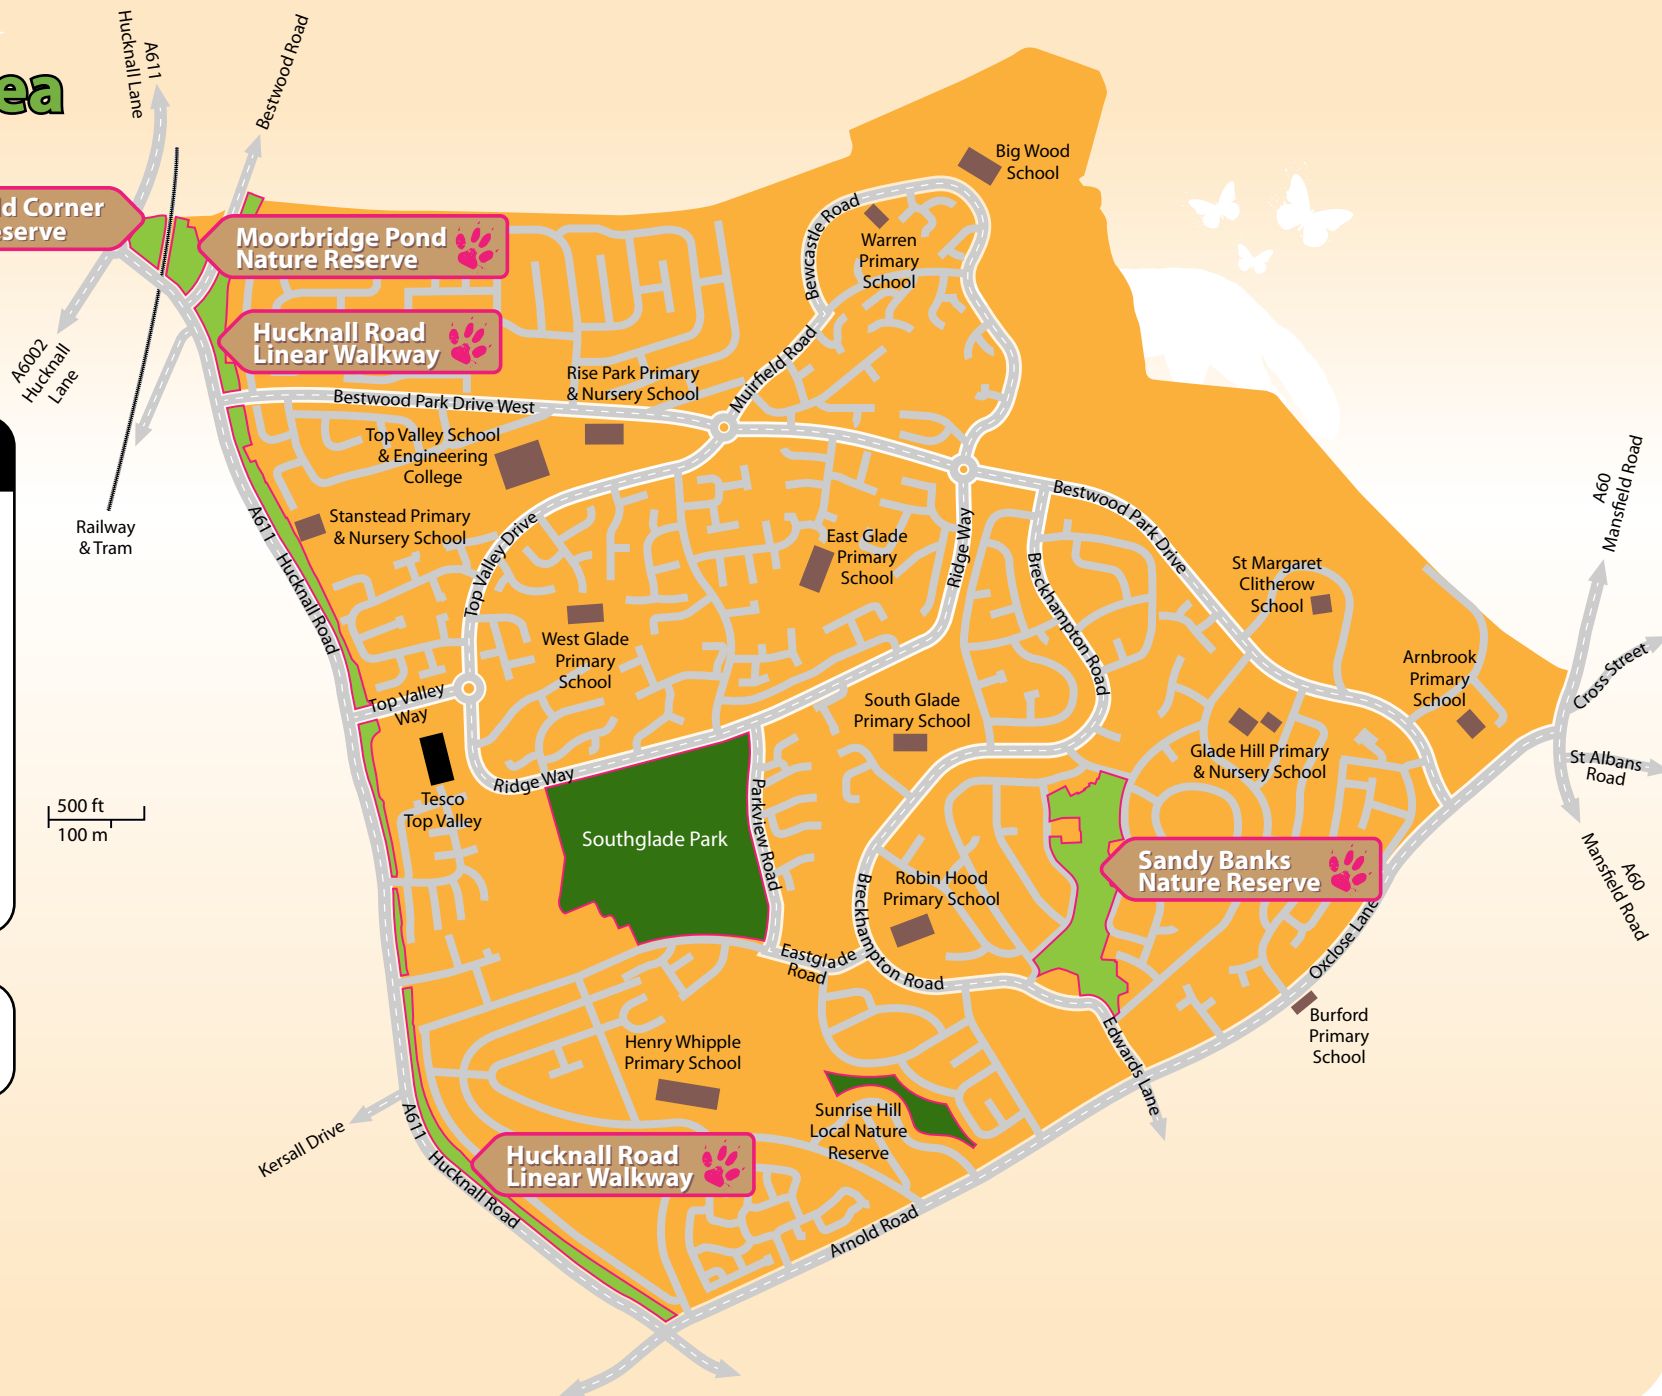 ea
A611
Hucknall Lane
Bestwood Road
ld Corner
eserve
Moorbridge Pond
Nature Reserve
Hucknall Road
Linear Walkway
A6002
Hucknall
Lane
Railway
& Tram
Big Wood
School
Bewcastle Road
Warren
Primary
School
Muirfield Road
Rise Park Primary
& Nursery School
Bestwood Park Drive West
Top Valley School
& Engineering
College
Stanstead Primary
& Nursery School
A611
Hucknall Road
Top Valley Drive
East Glade
Primary
School
Ridge Way
Bestwood Park Drive
Breckhampton Road
St Margaret
Clitherow
School
A60
Mansfield Road
Cross Street
St Albans
Road
A60
Mansfield Road
Arnbrook
Primary
School
West Glade
Primary
School
Top Valley
Way
South Glade
Primary School
Glade Hill Primary
& Nursery School
Ridge Way
Tesco
Top Valley
500 ft
100 m
Southglade Park
Parkview Road
Sandy Banks
Nature Reserve
Robin Hood
Primary School
Breckhampton Road
Eastglade
Road
Oxclose Lane
Burford
Primary
School
Edwards Lane
Henry Whipple
Primary School
Sunrise Hill
Local Nature
Reserve
Kersall Drive
A611
Hucknall Road
Hucknall Road
Linear Walkway
Arnold Road